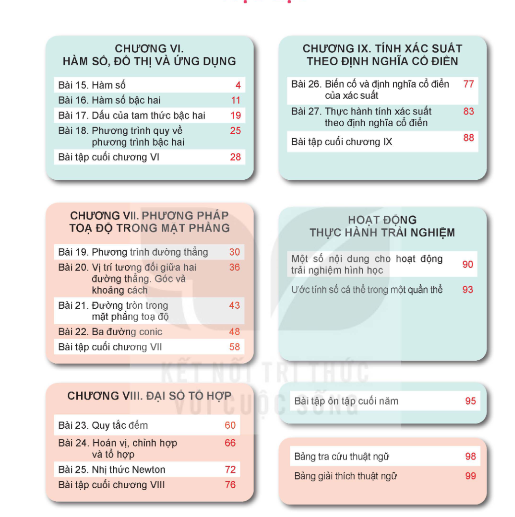 CHƯƠNG VI.
HÀM SỐ, ĐỒ THỊ VÀ ỨNG DỤNG
Bài 15. Hàm số 4
Bài 16. Hàm số bậc hai 11
Bài 17. Dấu của tam thức bậc hai 19
Bài 18. Phương trình quy về 25
phương trình bậc hai
Bài tập cuối chương VI 28
CHƯƠNG VII. PHƯƠNG PHÁP
TOẠ ĐỘ TRONG MẶT PHẲNG
Bài 19. Phương trình đường thẳng 30
Bài 20. Vị trí tương đối giữa hai 36
đường thẳng. Góc và
khoảng cách
Bài 21. Đường tròn trong 43
mặt phẳng toạ độ
Bài 22. Ba đường conic 48
Bài tập cuối chương VII 58
CHƯƠNG VIII. ĐẠI SỐ TỔ HỢP
Bài 23. Quy tắc đếm 60
Bài 24. Hoán vị, chỉnh hợp 66
và tổ hợp
Bài 25. Nhị thức Newton 72
Bài tập cuối chương VIII 76
CHƯƠNG IX. TÍNH XÁC SUẤT
THEO ĐỊNH NGHĨA CỔ ĐIỂN
Bài 26. Biến cố và định nghĩa cổ điển 77
của xác suất
Bài 27. Thực hành tính xác suất 83
theo định nghĩa cổ điển
Bài tập cuối chương IX 88
HOẠT ĐỘNG
THỰC HÀNH TRẢI NGHIỆM
Một số nội dung cho hoạt động 90
trải nghiệm hình học
Ước tính số cá thể trong một quần thể 93
Bài tập ôn tập cuối năm 95
Bảng tra cứu thuật ngữ 98
Bảng giải thích thuật ngữ 99
KẾT NỐI TRI THỨC
VỚI CUỘC SỐNG